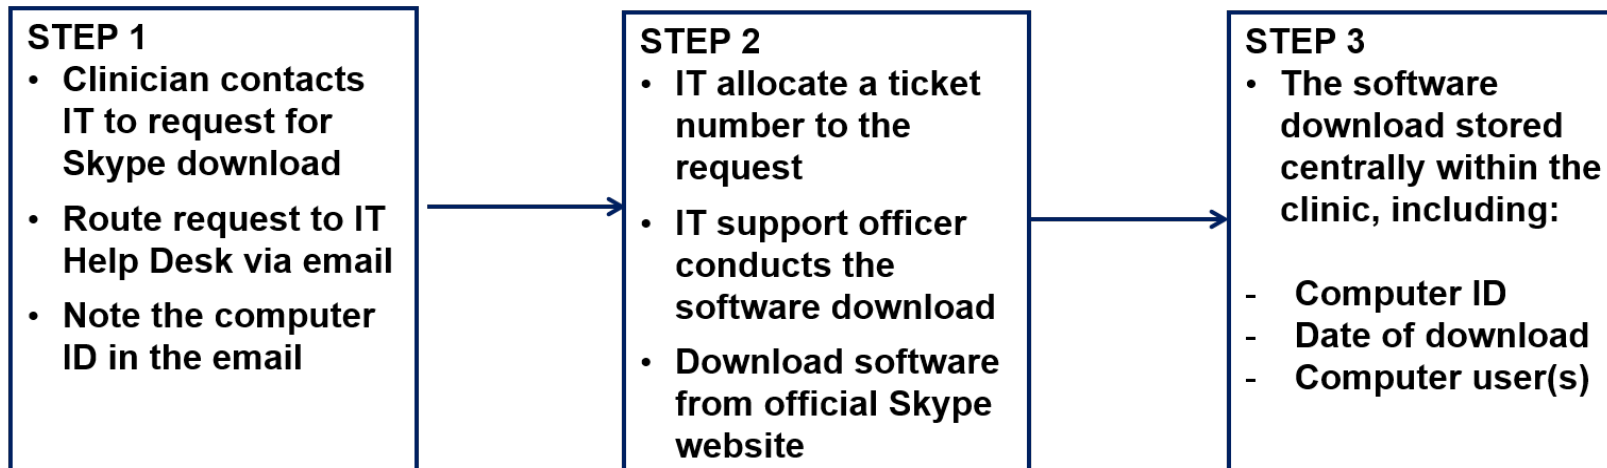 STEP 1
• Clinician contacts
IT to request for
Skype download
• Route request to IT
Help Desk via email
• Note the computer
ID in the email
STEP 2
• IT allocate a ticket
number to the
request
• IT support officer
conducts the
software download
• Download software
from official Skype
website
STEP 3
• The software
download stored
centrally within the
clinic, including:
- Computer ID
- Date of download
- Computer user(s)